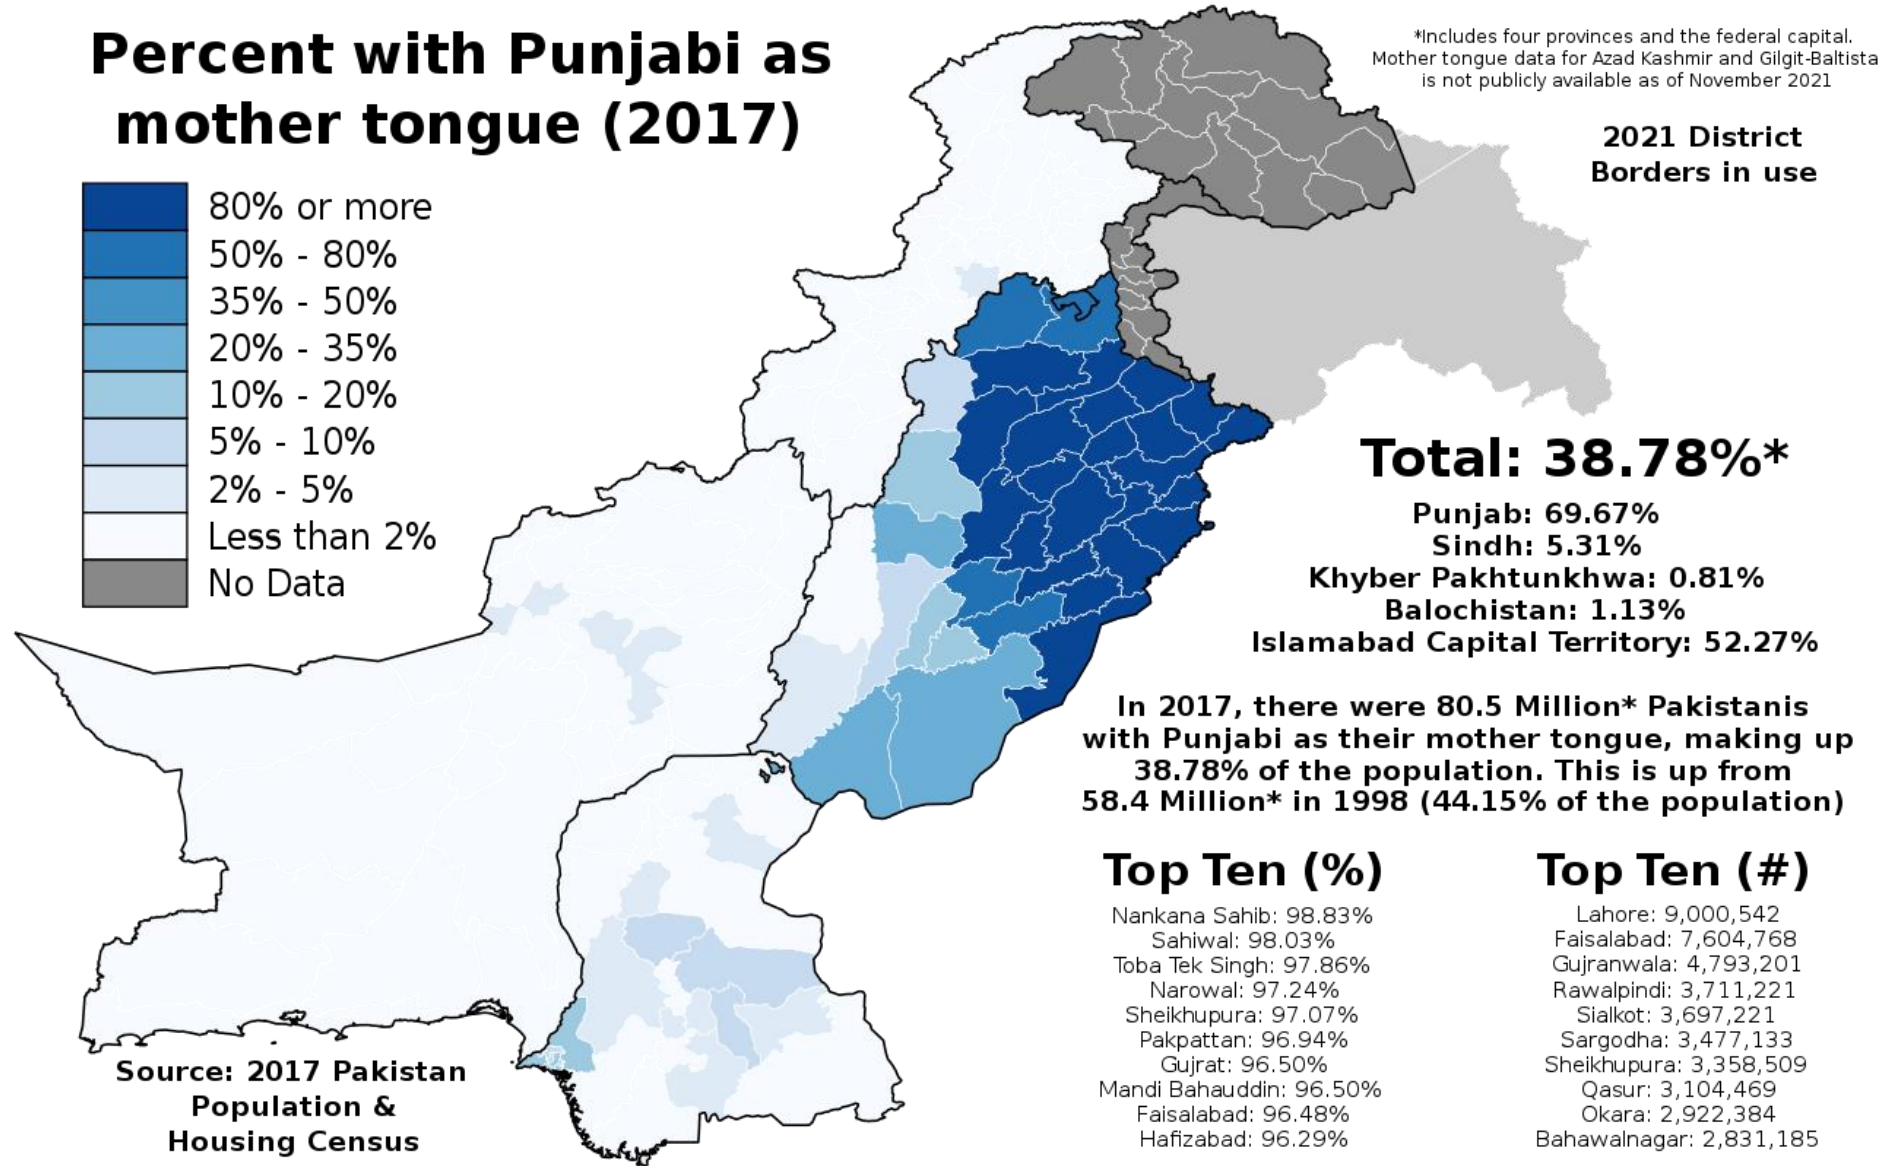 Percent with Punjabi as
mother tongue (2017)
80% or more
50% - 80%
35% - 50%
20% - 35%
10% - 20%
5% - 10%
2% - 5%
Less than 2%
No Data
*Includes four provinces and the federal capital.
Mother tongue data for Azad Kashmir and Gilgit-Baltista
is not publicly available as of November 2021
2021 District
Borders in use
Total: 38.78%*
Punjab: 69.67%
Sindh: 5.31%
Khyber Pakhtunkhwa: 0.81%
Balochistan: 1.13%
Islamabad Capital Territory: 52.27%
In 2017, there were 80.5 Million* Pakistanis
with Punjabi as their mother tongue, making up
38.78% of the population. This is up from
58.4 Million* in 1998 (44.15% of the population)
Top Ten (%)
Nankana Sahib: 98.83%
Sahiwal: 98.03%
Toba Tek Singh: 97.86%
Narowal: 97.24%
Sheikhupura: 97.07%
Pakpattan: 96.94%
Gujrat: 96.50%
Mandi Bahauddin: 96.50%
Faisalabad: 96.48%
Hafizabad: 96.29%
Top Ten (#)
Lahore: 9,000,542
Faisalabad: 7,604,768
Gujranwala: 4,793,201
Rawalpindi: 3,711,221
Sialkot: 3,697,221
Sargodha: 3,477,133
Sheikhupura: 3,358,509
Qasur: 3,104,469
Okara: 2,922,384
Bahawalnagar: 2,831,185
Source: 2017 Pakistan
Population &
Housing Census